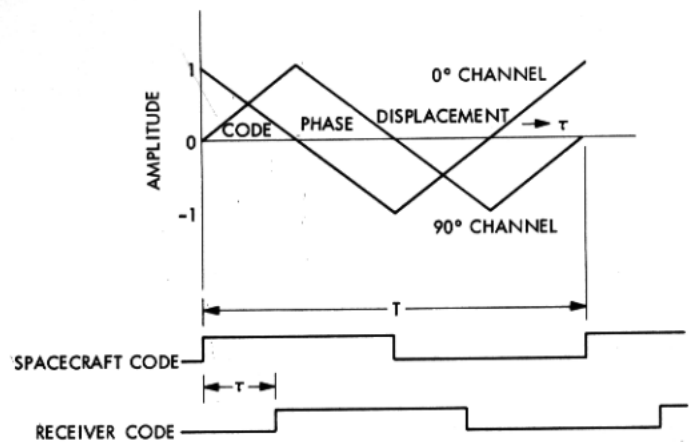 1
0° CHANNEL
CODE PHASE DISPLACEMENT → τ
0
AMPLITUDE
-1
90° CHANNEL
T
SPACECRAFT CODE
τ
RECEIVER CODE